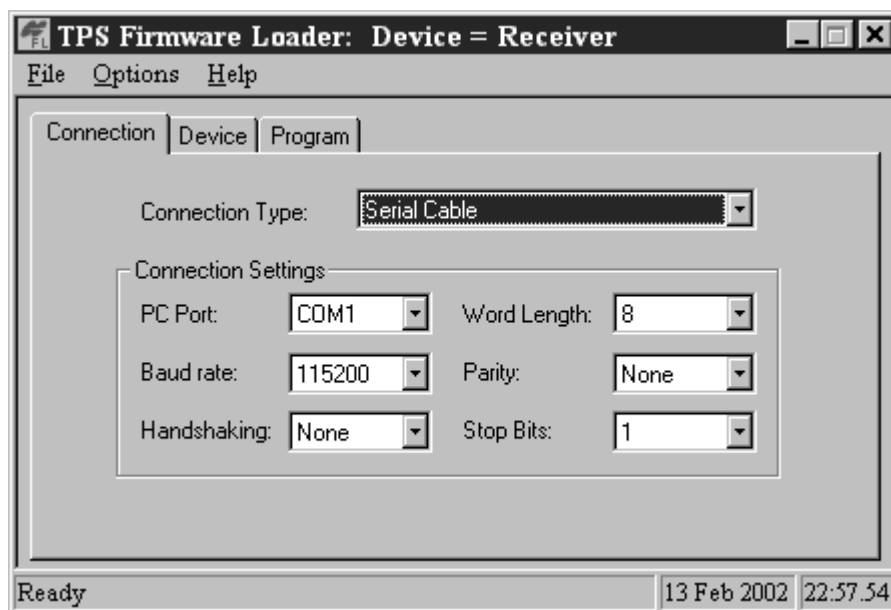 FL TPS Firmware Loader: Device = Receiver
File Options Help
Connection Device Program
Connection Type: Serial Cable
Connection Settings
PC Port: COM1 Word Length: 8
Baud rate: 115200 Parity: None
Handshaking: None Stop Bits: 1
Ready 13 Feb 2002 22:57.54